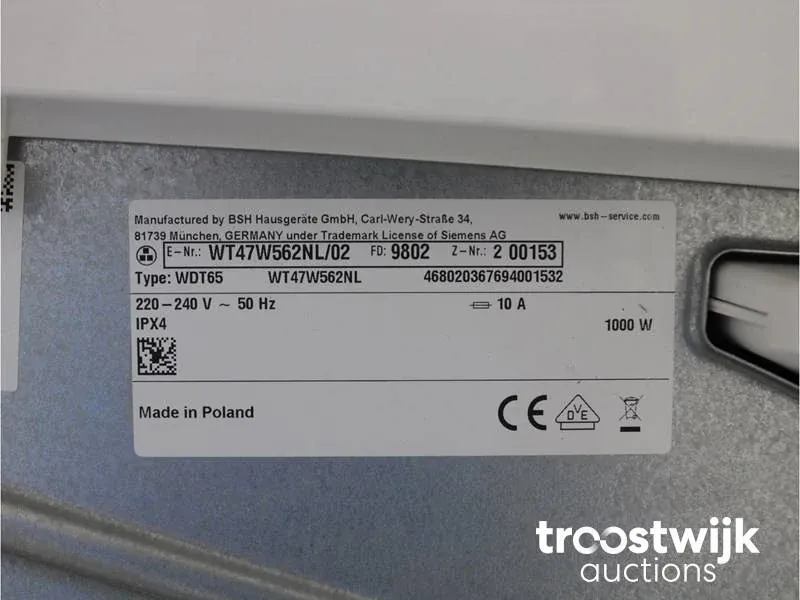 Manufactured by BSH Hausgeräte GmbH, Carl-Wery-Straße 34,
www.bsh-service.com
81739 München, GERMANY under Trademark License of Siemens AG
E-Nr.: WT47W562NL/02 FD: 9802 Z-Nr.: 2 00153
Type: WDT65 WT47W562NL 468020367694001532
220-240 V ~ 50 Hz 10 A
IPX4 1000 W
Made in Poland CE DVE
troostwijk
auctions